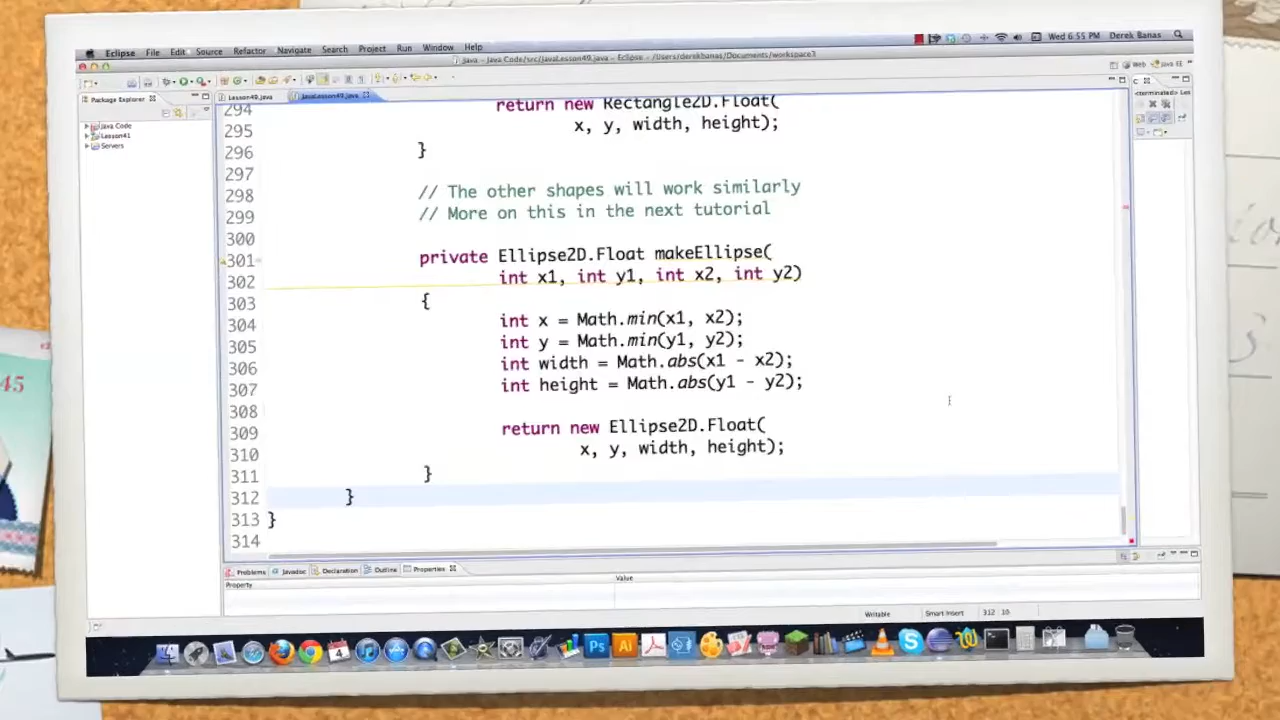 Eclipse File Edit Source Refactor Navigate Search Project Run Window Help
Wed 6:55 PM Derek Banas
Java - Java Code/src/JavaLesson49.java - Eclipse - /Users/derekbanas/Documents/workspace3
Web Java EE
Package Explorer
Lesson49.java JavaLesson49.java
Java Code
Lesson41
Servers
294 return new Rectangle2D.Float(
295 x, y, width, height);
296 }
297
298 // The other shapes will work similarly
299 // More on this in the next tutorial
300
301 private Ellipse2D.Float makeEllipse(
302 int x1, int y1, int x2, int y2)
303 {
304 int x = Math.min(x1, x2);
305 int y = Math.min(y1, y2);
306 int width = Math.abs(x1 - x2);
307 int height = Math.abs(y1 - y2);
308
309 return new Ellipse2D.Float(
310 x, y, width, height);
311 }
312 }
313 }
314
Problems Javadoc Declaration Outline Properties
Property Value
Writable Smart Insert
45